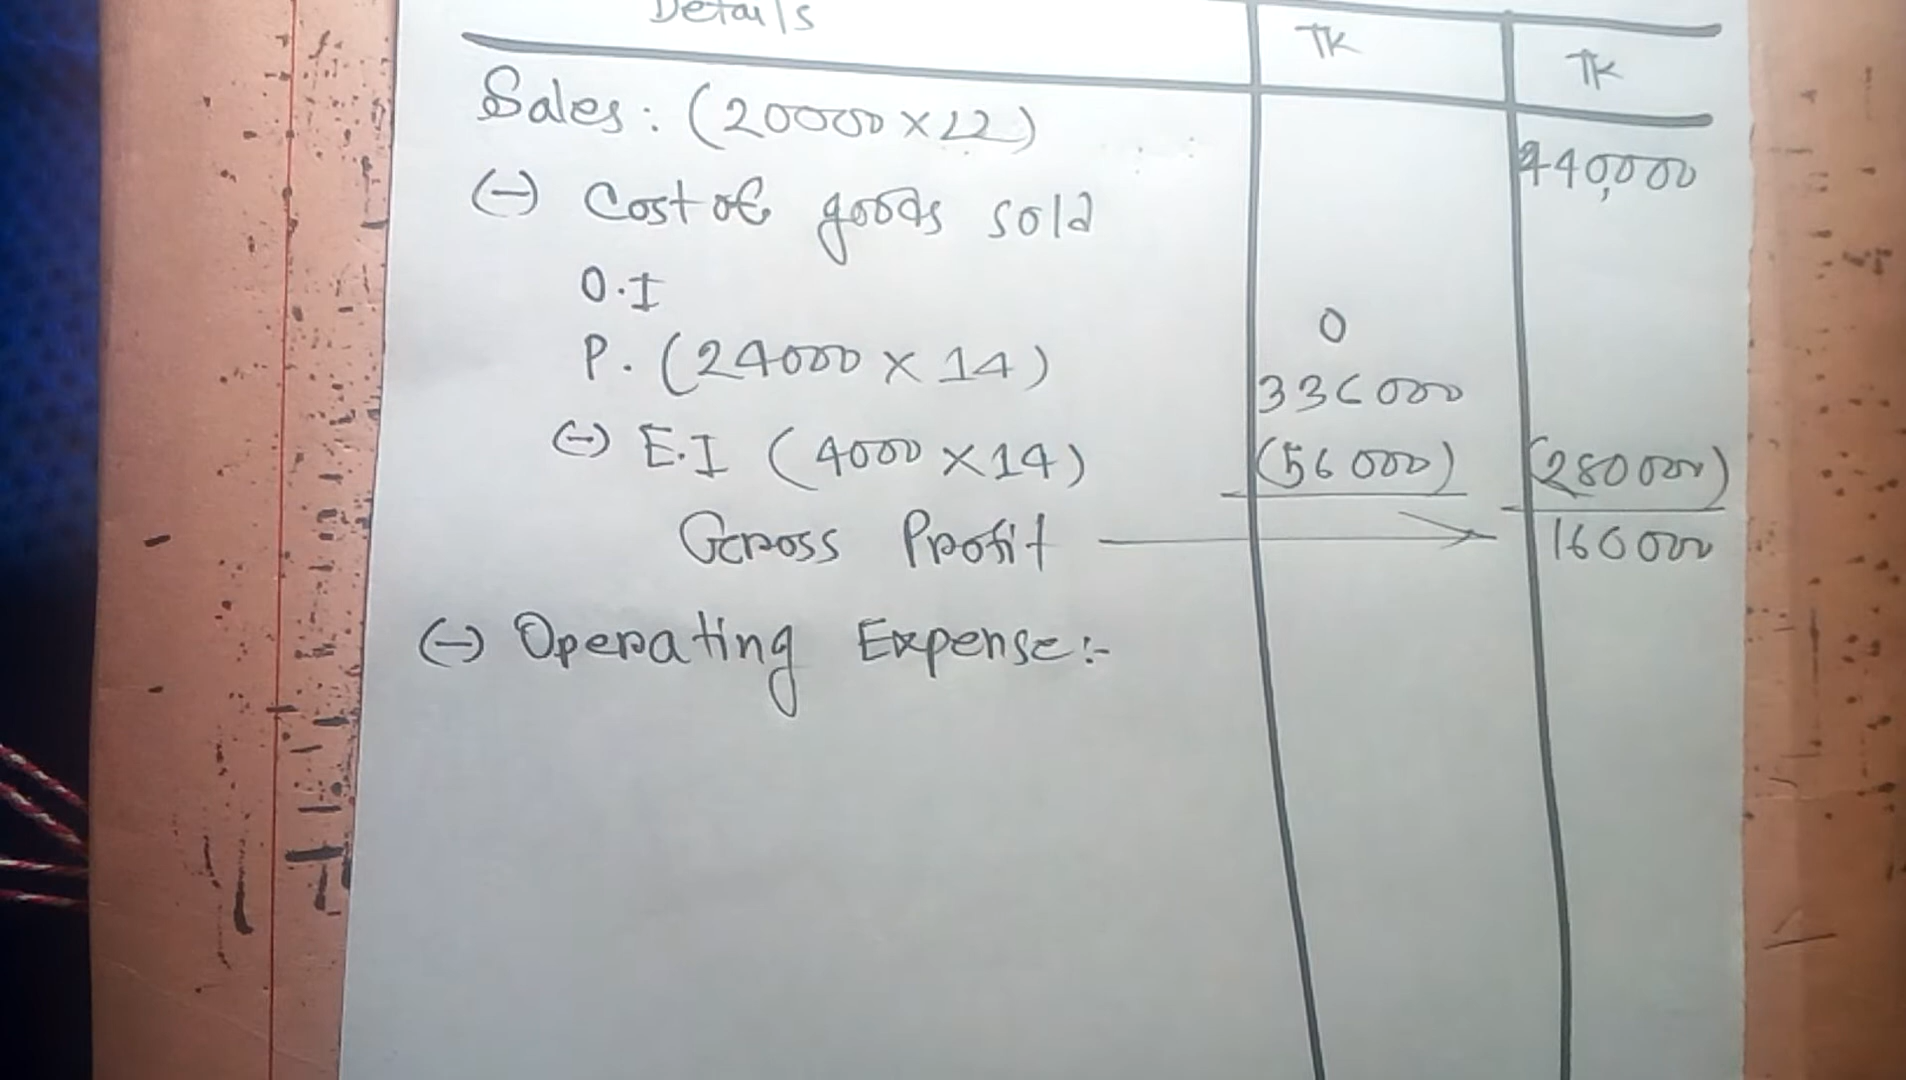 Details TK TK
Sales: (20000 × 22) 440,000
(-) Cost of goods sold
O.I 0
P. (24000 × 14) 336000
(-) E.I (4000 × 14) (56000) (280000)
Gross Profit → 160000
(-) Operating Expense:-